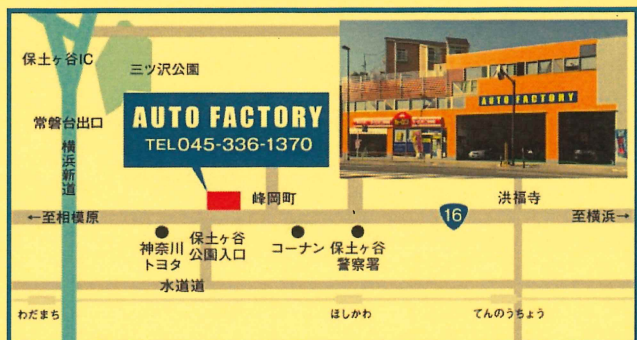 保土ヶ谷IC
三ツ沢公園
常磐台出口
横浜新道
AUTO FACTORY
TEL045-336-1370
AUTO FACTORY
峰岡町
洪福寺
←至相模原
16
至横浜→
神奈川
トヨタ
保土ヶ谷
公園入口
コーナン
保土ヶ谷
警察署
水道道
わだまち
ほしかわ
てんのうちょう